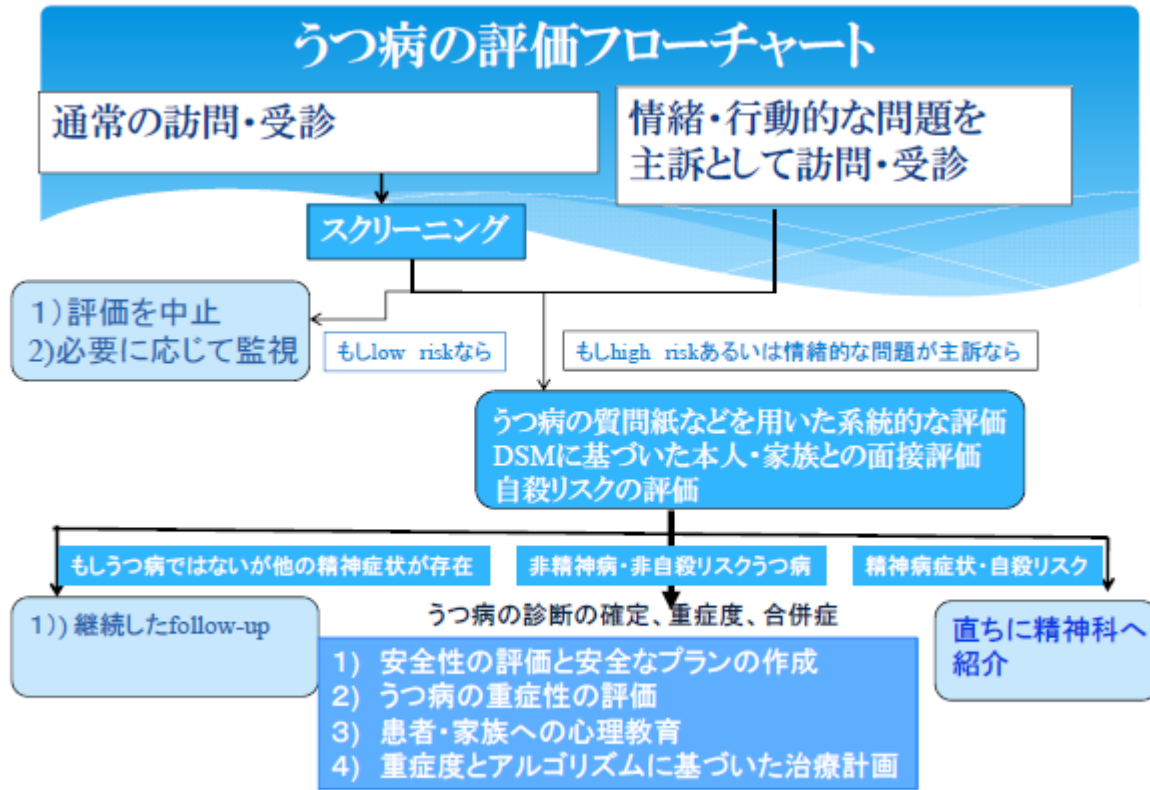 うつ病の評価フローチャート
通常の訪問・受診
情緒・行動的な問題を
主訴として訪問・受診
スクリーニング
1)評価を中止
2)必要に応じて監視
もしlow riskなら
もしhigh riskあるいは情緒的な問題が主訴なら
うつ病の質問紙などを用いた系統的な評価
DSMに基づいた本人・家族との面接評価
自殺リスクの評価
もしうつ病ではないが他の精神症状が存在
非精神病・非自殺リスクうつ病
精神病症状・自殺リスク
1)) 継続したfollow-up
うつ病の診断の確定、重症度、合併症
1) 安全性の評価と安全なプランの作成
2) うつ病の重症性の評価
3) 患者・家族への心理教育
4) 重症度とアルゴリズムに基づいた治療計画
直ちに精神科へ
紹介